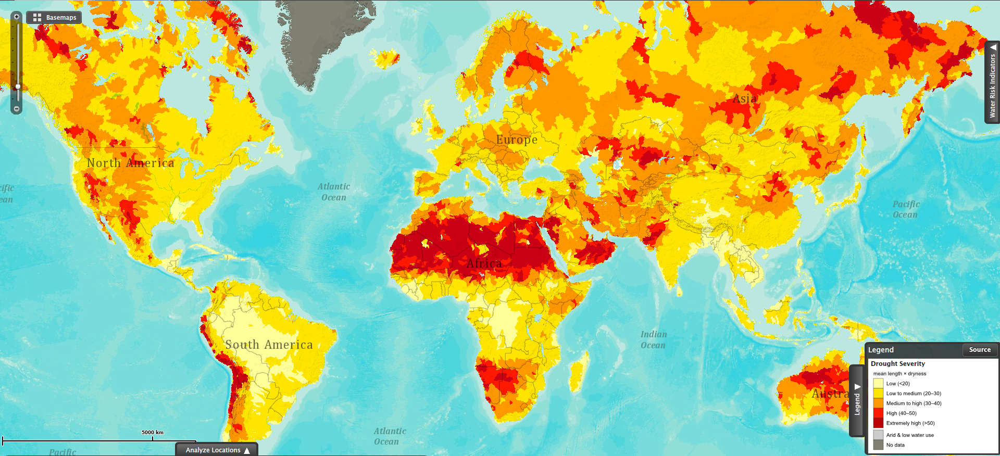 Basemaps
Water Risk Indicators
Asia
Europe
North America
Atlantic
Ocean
cific
ean
Pacific
Ocean
Africa
Indian
Ocean
South America
Austra
Legend
Source
Legend
Drought Severity
mean length × dryness
Low (<20)
Low to medium (20–30)
Medium to high (30–40)
High (40–50)
Extremely high (>50)
Arid & low water use
No data
5000 km
Atlantic
Ocean
Analyze Locations
Pacific